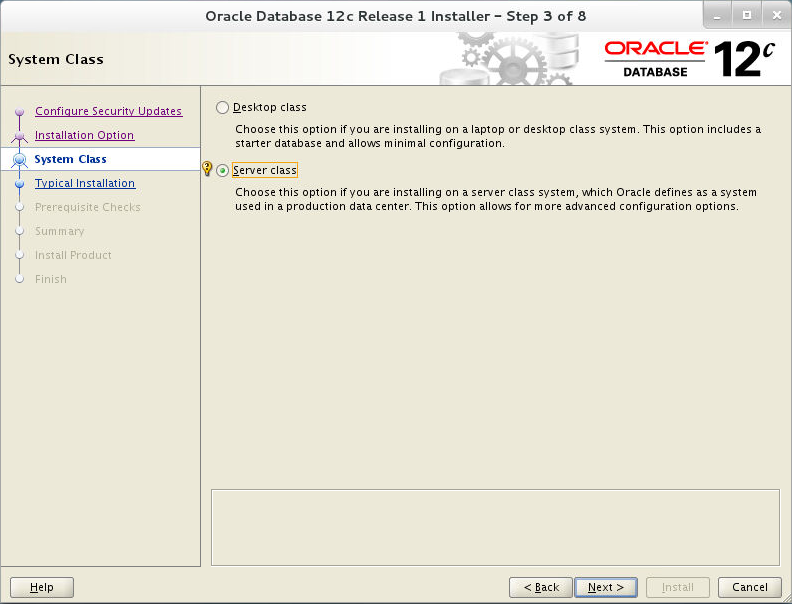 Oracle Database 12c Release 1 Installer – Step 3 of 8
System Class
ORACLE®
DATABASE
12c
Configure Security Updates
Installation Option
System Class
Typical Installation
Prerequisite Checks
Summary
Install Product
Finish
Desktop class
Choose this option if you are installing on a laptop or desktop class system. This option includes a
starter database and allows minimal configuration.
Server class
Choose this option if you are installing on a server class system, which Oracle defines as a system
used in a production data center. This option allows for more advanced configuration options.
Help
< Back
Next >
Install
Cancel